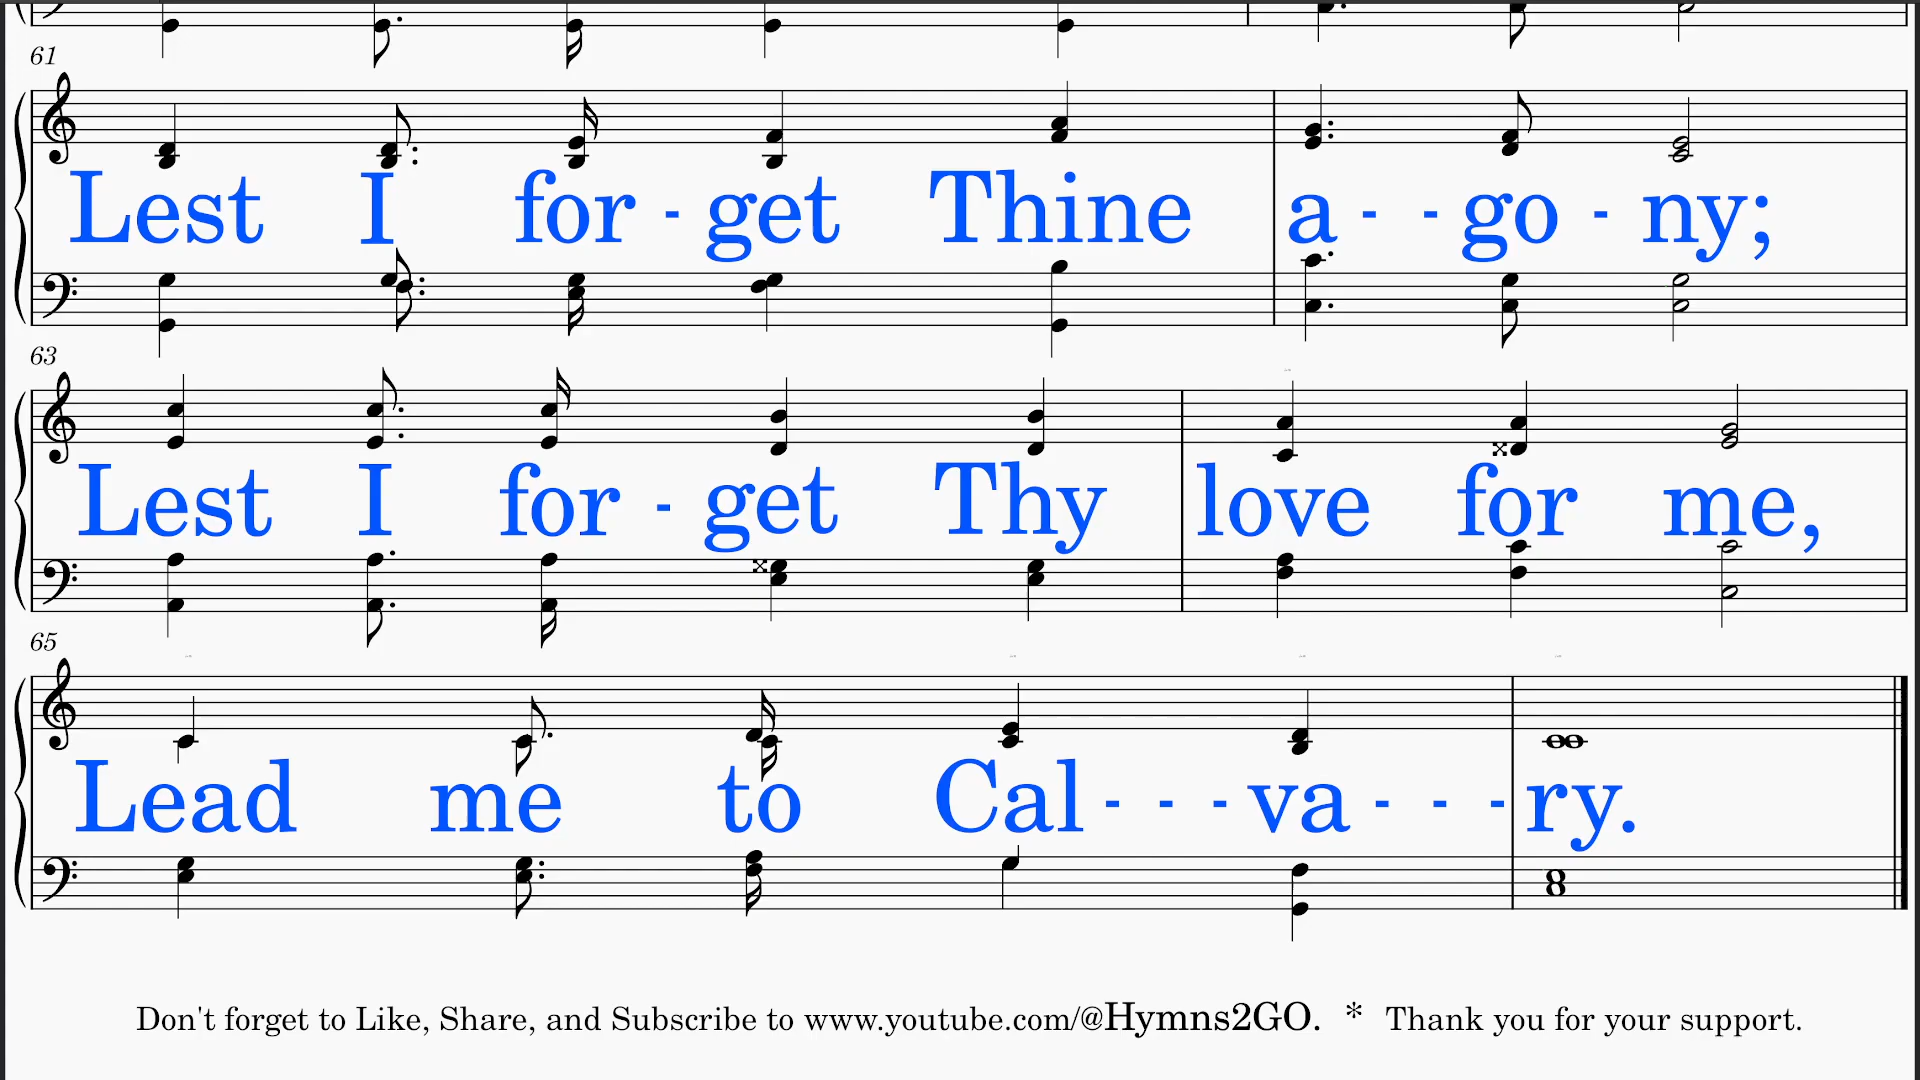 61
Lest I for - get Thine a - - go - ny;
63
Lest I for - get Thy love for me,
65
Lead me to Cal - - - va - - - ry.
Don't forget to Like, Share, and Subscribe to www.youtube.com/@Hymns2GO. * Thank you for your support.